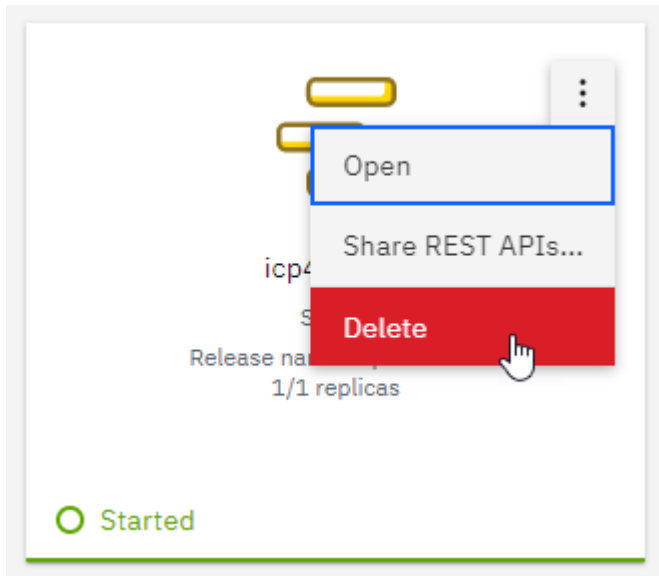 Open
Share REST APIs...
icp4
Delete
S
Release na
1/1 replicas
Started